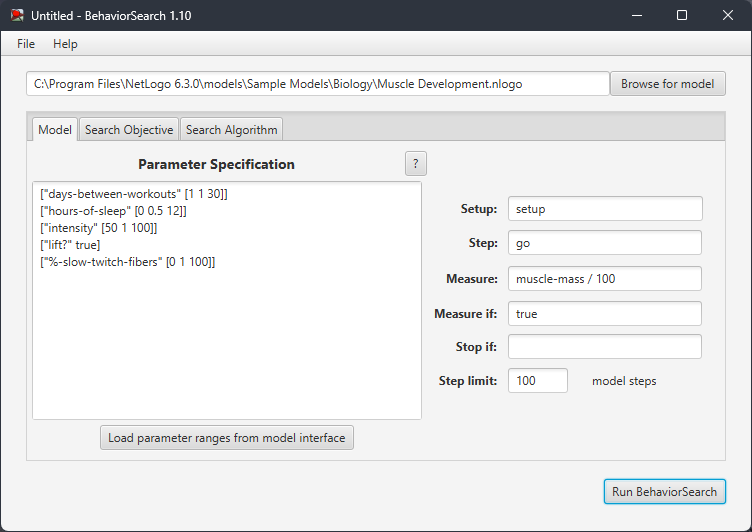 Untitled - BehaviorSearch 1.10
File Help
C:\Program Files\NetLogo 6.3.0\models\Sample Models\Biology\Muscle Development.nlogo Browse for model
Model Search Objective Search Algorithm
Parameter Specification ?
["days-between-workouts" [1 1 30]]
["hours-of-sleep" [0 0.5 12]]
["intensity" [50 1 100]]
["lift?" true]
["%-slow-twitch-fibers" [0 1 100]]
Setup: setup
Step: go
Measure: muscle-mass / 100
Measure if: true
Stop if:
Step limit: 100 model steps
Load parameter ranges from model interface
Run BehaviorSearch